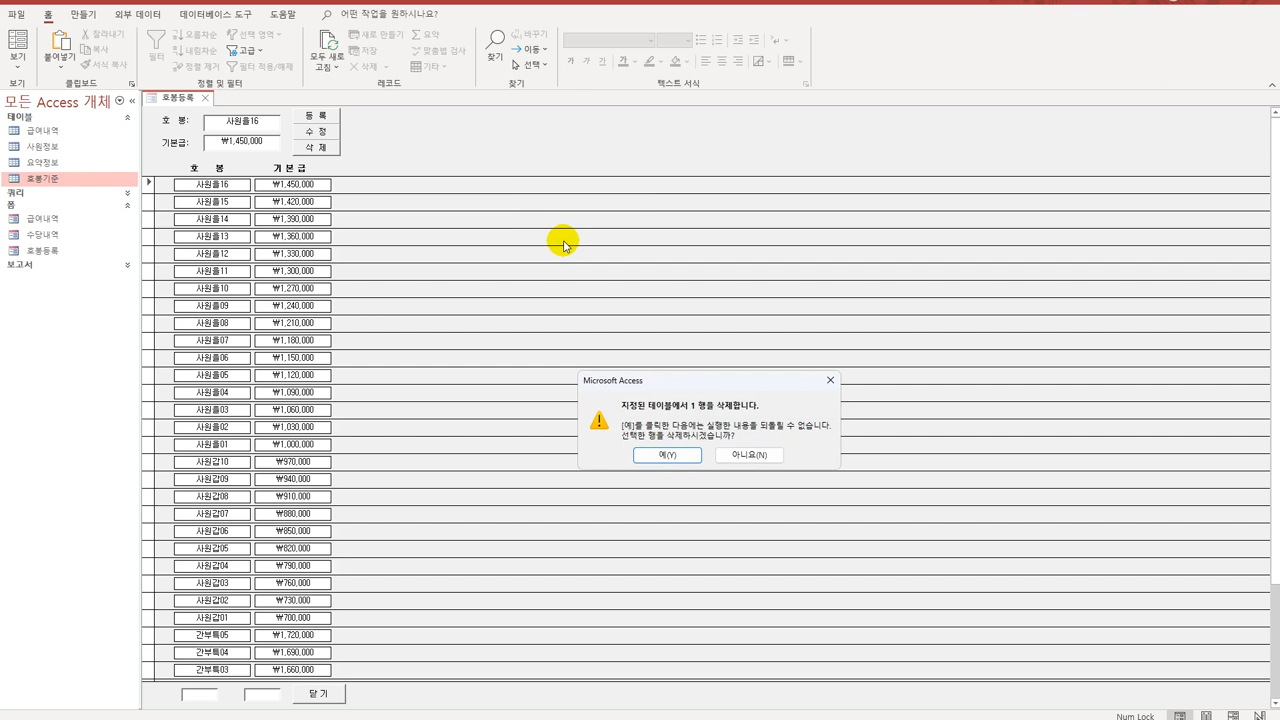 파일 홈 만들기 외부 데이터 데이터베이스 도구 도움말 어떤 작업을 원하시나요?
보기 붙여넣기 잘라내기 복사 서식 복사 필터 오름차순 내림차순 정렬 제거 선택 영역 고급 필터 적용/해제 모두 새로 고침 새로 만들기 저장 삭제 요약 맞춤법 검사 기타 찾기 바꾸기 이동 선택 가 가 가 가
보기 클립보드 정렬 및 필터 레코드 찾기 텍스트 서식
모든 Access 개체
테이블
급여내역
사원정보
요약정보
호봉기준
쿼리
폼
급여내역
수당내역
호봉등록
보고서
호봉등록
호 봉: 사원을16 등 록
수 정
기본급: ₩1,450,000
삭 제
호 봉 기 본 급
사원을16 ₩1,450,000
사원을15 ₩1,420,000
사원을14 ₩1,390,000
사원을13 ₩1,360,000
사원을12 ₩1,330,000
사원을11 ₩1,300,000
사원을10 ₩1,270,000
사원을09 ₩1,240,000
사원을08 ₩1,210,000
사원을07 ₩1,180,000
사원을06 ₩1,150,000
사원을05 ₩1,120,000
사원을04 ₩1,090,000
사원을03 ₩1,060,000
사원을02 ₩1,030,000
사원을01 ₩1,000,000
사원갑10 ₩970,000
사원갑09 ₩940,000
사원갑08 ₩910,000
사원갑07 ₩880,000
사원갑06 ₩850,000
사원갑05 ₩820,000
사원갑04 ₩790,000
사원갑03 ₩760,000
사원갑02 ₩730,000
사원갑01 ₩700,000
간부특05 ₩1,720,000
간부특04 ₩1,690,000
간부특03 ₩1,660,000
닫 기
Microsoft Access
지정된 테이블에서 1 행을 삭제합니다.
[예]를 클릭한 다음에는 실행한 내용을 되돌릴 수 없습니다.
선택한 행을 삭제하시겠습니까?
예(Y) 아니요(N)
Num Lock